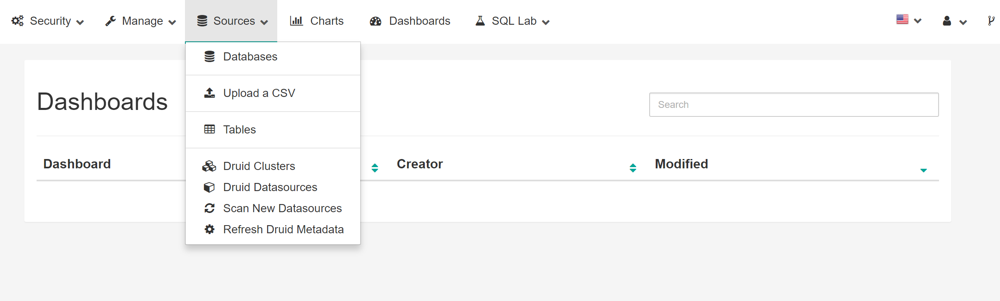 Security Manage Sources Charts Dashboards SQL Lab
Databases
Upload a CSV
Dashboards
Search
Tables
Dashboard Creator Modified
Druid Clusters
Druid Datasources
Scan New Datasources
Refresh Druid Metadata